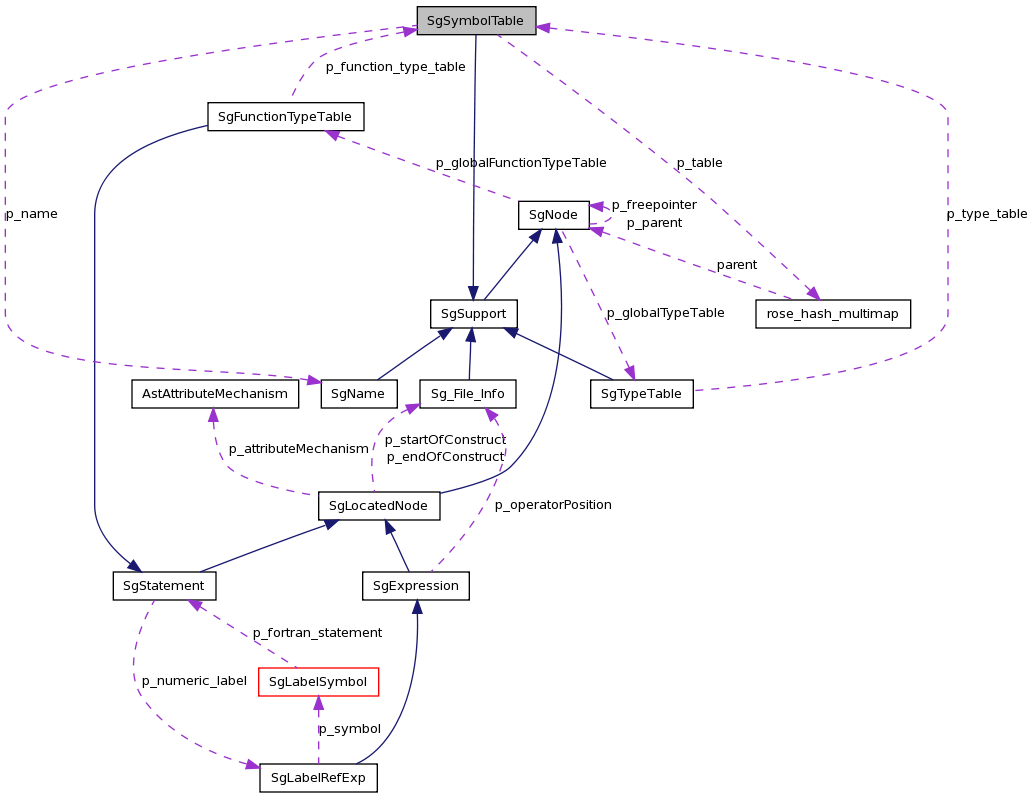 SgSymbolTable
p_function_type_table
SgFunctionTypeTable
p_globalFunctionTypeTable
p_table
p_name
SgNode
p_freepointer
p_parent
p_type_table
parent
SgSupport
p_globalTypeTable
rose_hash_multimap
AstAttributeMechanism
SgName
Sg_File_Info
SgTypeTable
p_attributeMechanism
p_startOfConstruct
p_endOfConstruct
SgLocatedNode
p_operatorPosition
SgStatement
SgExpression
p_fortran_statement
p_numeric_label
SgLabelSymbol
p_symbol
SgLabelRefExp